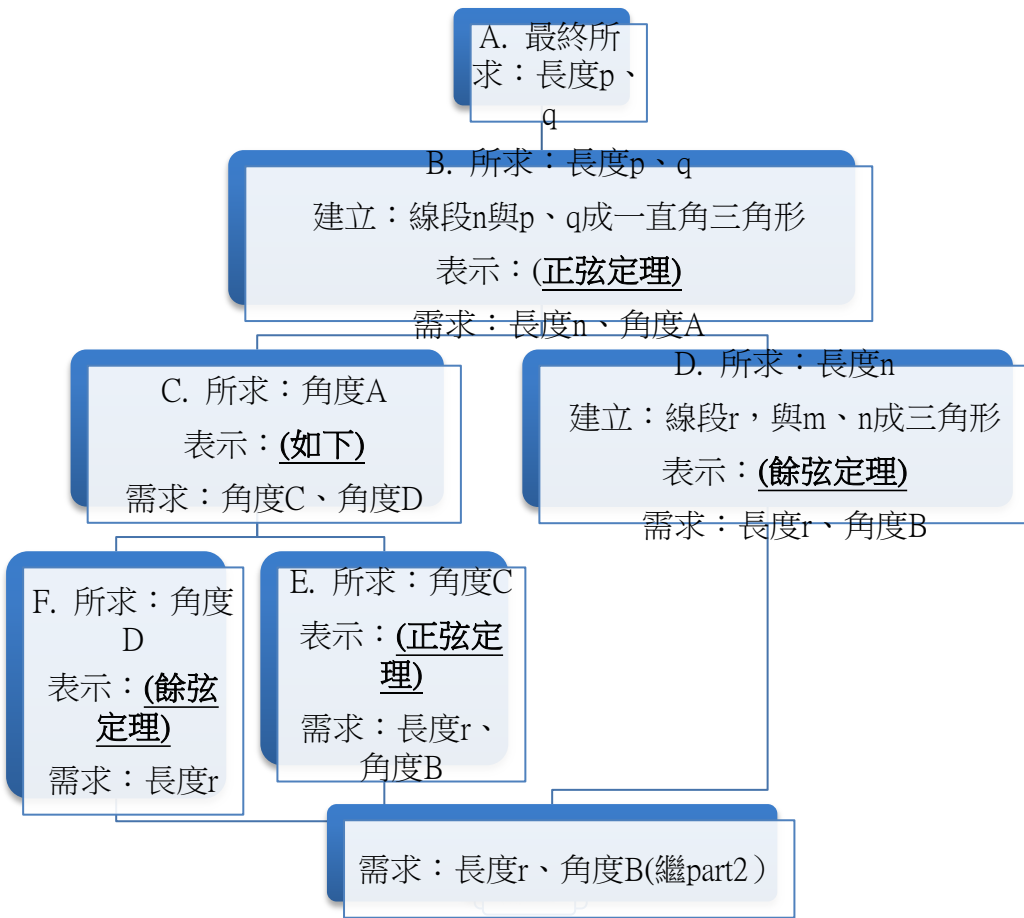 A. 最終所
求：長度p、
q
B. 所求：長度p、q
建立：線段n與p、q成一直角三角形
表示：(正弦定理)
需求：長度n、角度A
C. 所求：角度A
表示：(如下)
需求：角度C、角度D
D. 所求：長度n
建立：線段r，與m、n成三角形
表示：(餘弦定理)
需求：長度r、角度B
F. 所求：角度
D
表示：(餘弦
定理)
需求：長度r
E. 所求：角度C
表示：(正弦定
理)
需求：長度r、
角度B
需求：長度r、角度B(繼part2）